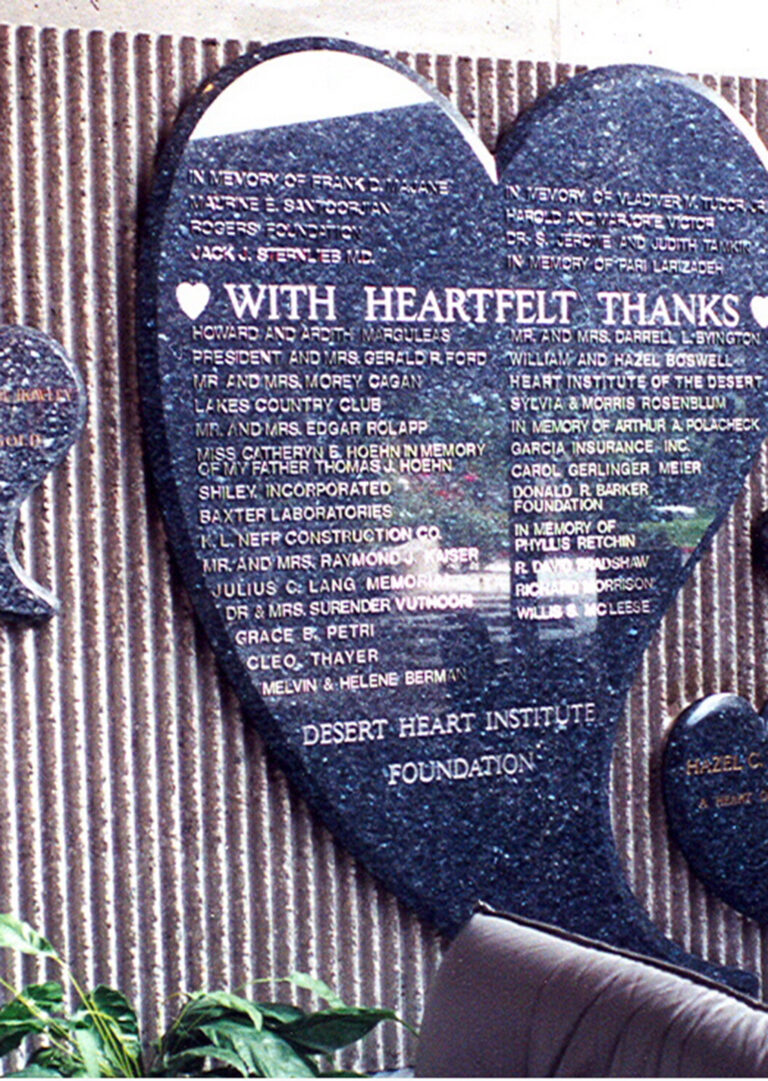 IN MEMORY OF FRANK D. MAJANE
MAURINE E. SANTCORJIAN
ROGERS' FOUNDATION
JACK J. STERNLIEB M.D.
IN MEMORY OF VLADIMER M. TUDOR, JR
HAROLD AND MARJORIE VICTOR
DR. S. JEROME AND JUDITH TAMKIN
IN MEMORY OF PARI LARIZADEH
WITH HEARTFELT THANKS
HOWARD AND ARDITH MARGULEAS
PRESIDENT AND MRS. GERALD R. FORD
MR. AND MRS. MOREY CAGAN
LAKES COUNTRY CLUB
MR. AND MRS. EDGAR ROLAPP
MISS CATHERYN E. HOEHN IN MEMORY
OF MY FATHER THOMAS J. HOEHN
SHILEY, INCORPORATED
BAXTER LABORATORIES
K. L. NEFF CONSTRUCTION CO.
MR. AND MRS. RAYMOND J. KAISER
JULIUS C. LANG MEMORIAL
DR & MRS. SURENDER VUTHOORI
GRACE B. PETRI
CLEO THAYER
MELVIN & HELENE BERMAN
MR. AND MRS. DARRELL L. BYINGTON
WILLIAM AND HAZEL BOSWELL
HEART INSTITUTE OF THE DESERT
SYLVIA & MORRIS ROSENBLUM
IN MEMORY OF ARTHUR A. POLACHECK
GARCIA INSURANCE, INC.
CAROL GERLINGER MEIER
DONALD R. BARKER
FOUNDATION
IN MEMORY OF
PHYLLIS RETCHIN
R. DAVID BRADSHAW
RICHARD MORRISON
WILLIS S. MCLEESE
DESERT HEART INSTITUTE
FOUNDATION
HAZEL C.
A HEART